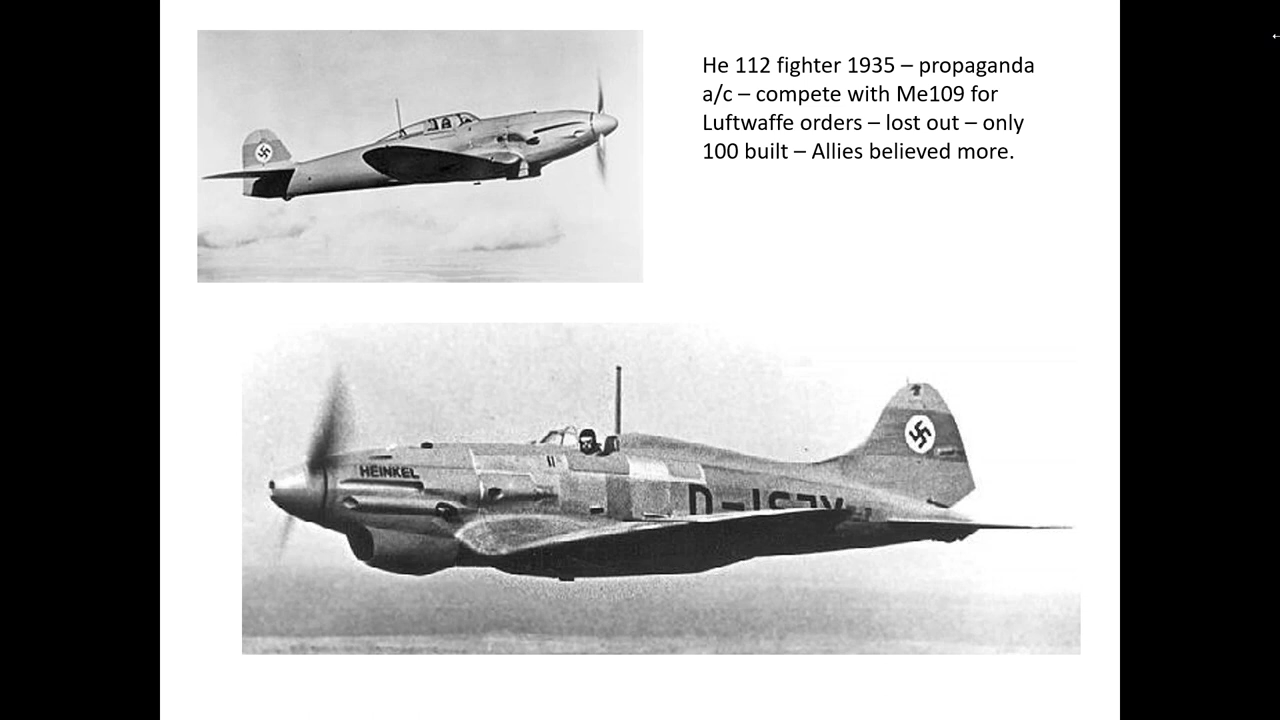 He 112 fighter 1935 – propaganda
a/c – compete with Me109 for
Luftwaffe orders – lost out – only
100 built – Allies believed more.
HEINKEL